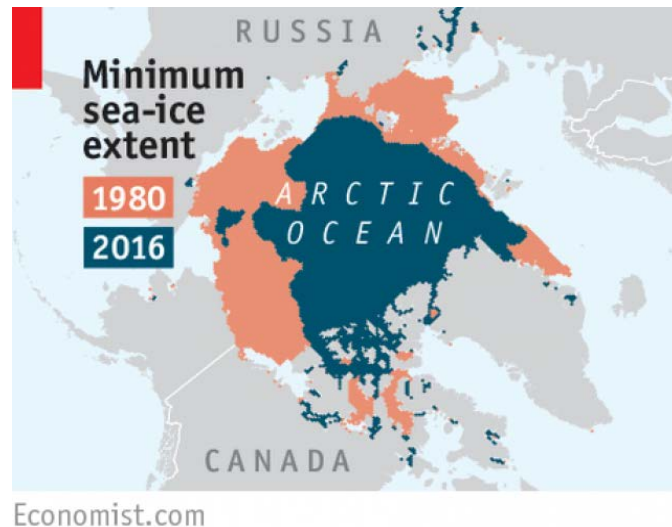 RUSSIA
Minimum
sea-ice
extent
1980
2016
ARCTIC
OCEAN
CANADA
Economist.com